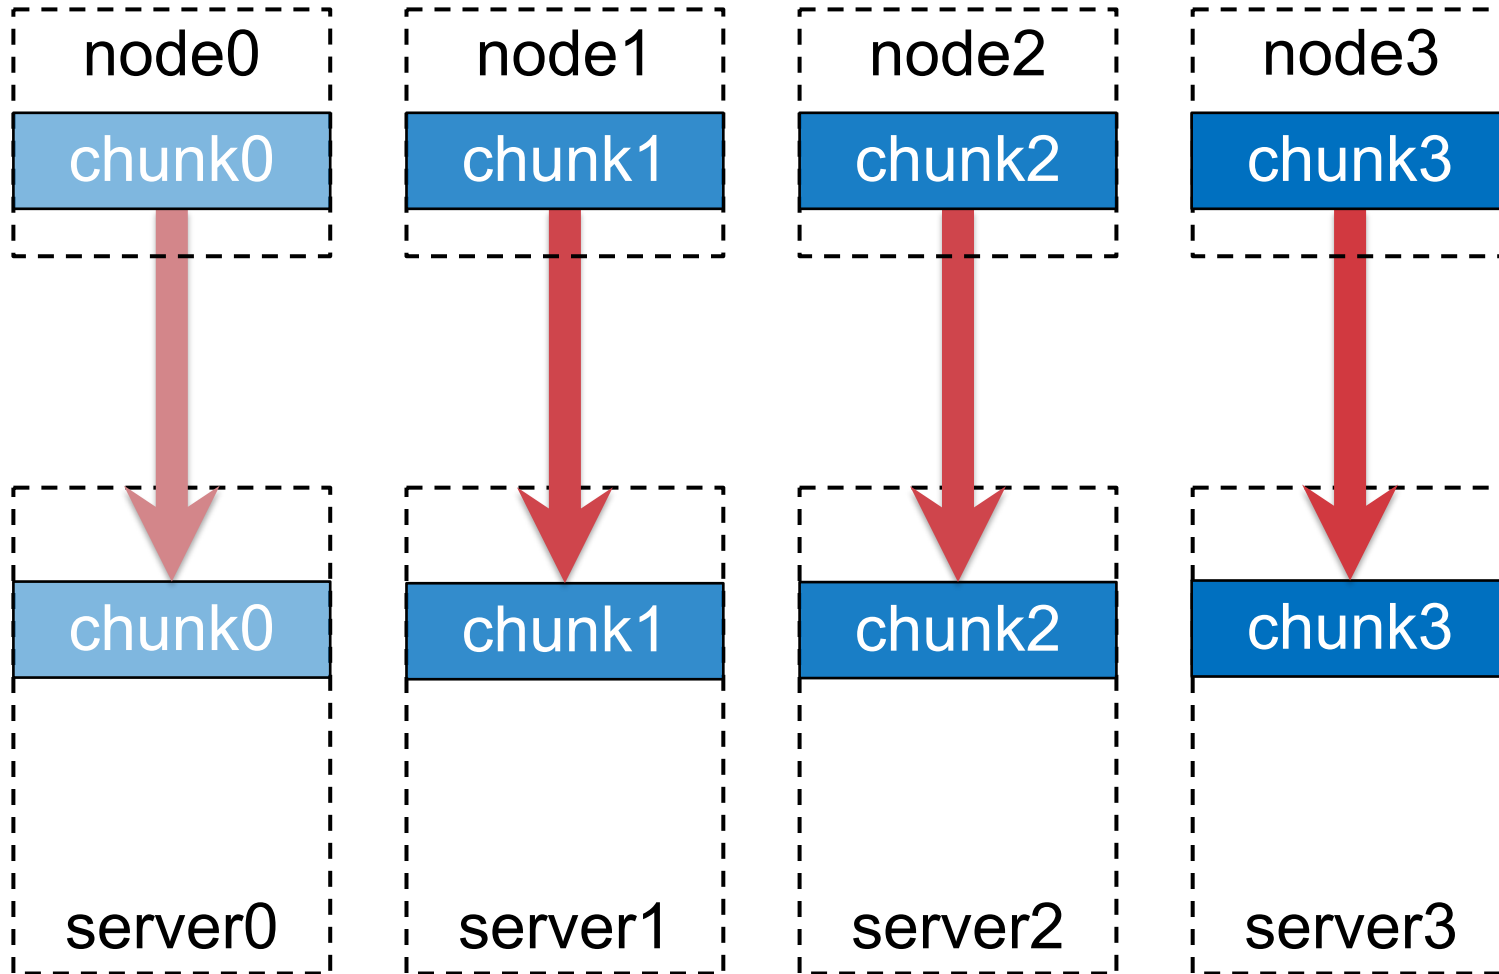 node0 node1 node2 node3
chunk0 chunk1 chunk2 chunk3
chunk0 chunk1 chunk2 chunk3
server0 server1 server2 server3